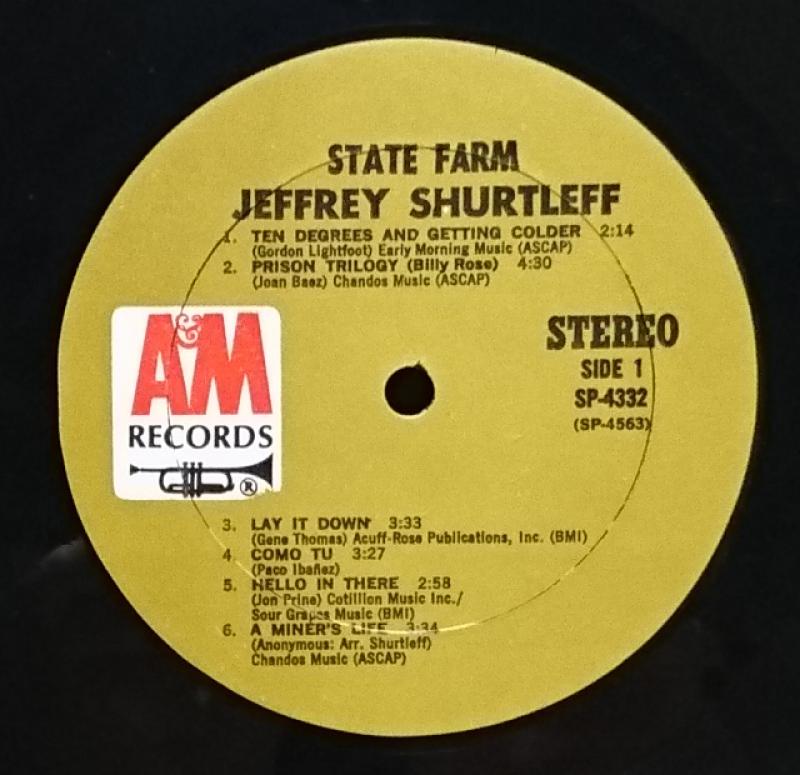 STATE FARM
JEFFREY SHURTLEFF
1. TEN DEGREES AND GETTING COLDER 2:14
(Gordon Lightfoot) Early Morning Music (ASCAP)
2. PRISON TRILOGY (Billy Rose) 4:30
(Joan Baez) Chandos Music (ASCAP)
A&M
RECORDS
®
STEREO
SIDE 1
SP-4332
(SP-4563)
3. LAY IT DOWN 3:33
(Gene Thomas) Acuff-Rose Publications, Inc. (BMI)
4. COMO TU 3:27
(Paco Ibañez)
5. HELLO IN THERE 2:58
(Jon Prine) Cotillion Music Inc./
Sour Grapes Music (BMI)
6. A MINER'S LIFE 3:34
(Anonymous: Arr. Shurtleff)
Chandos Music (ASCAP)